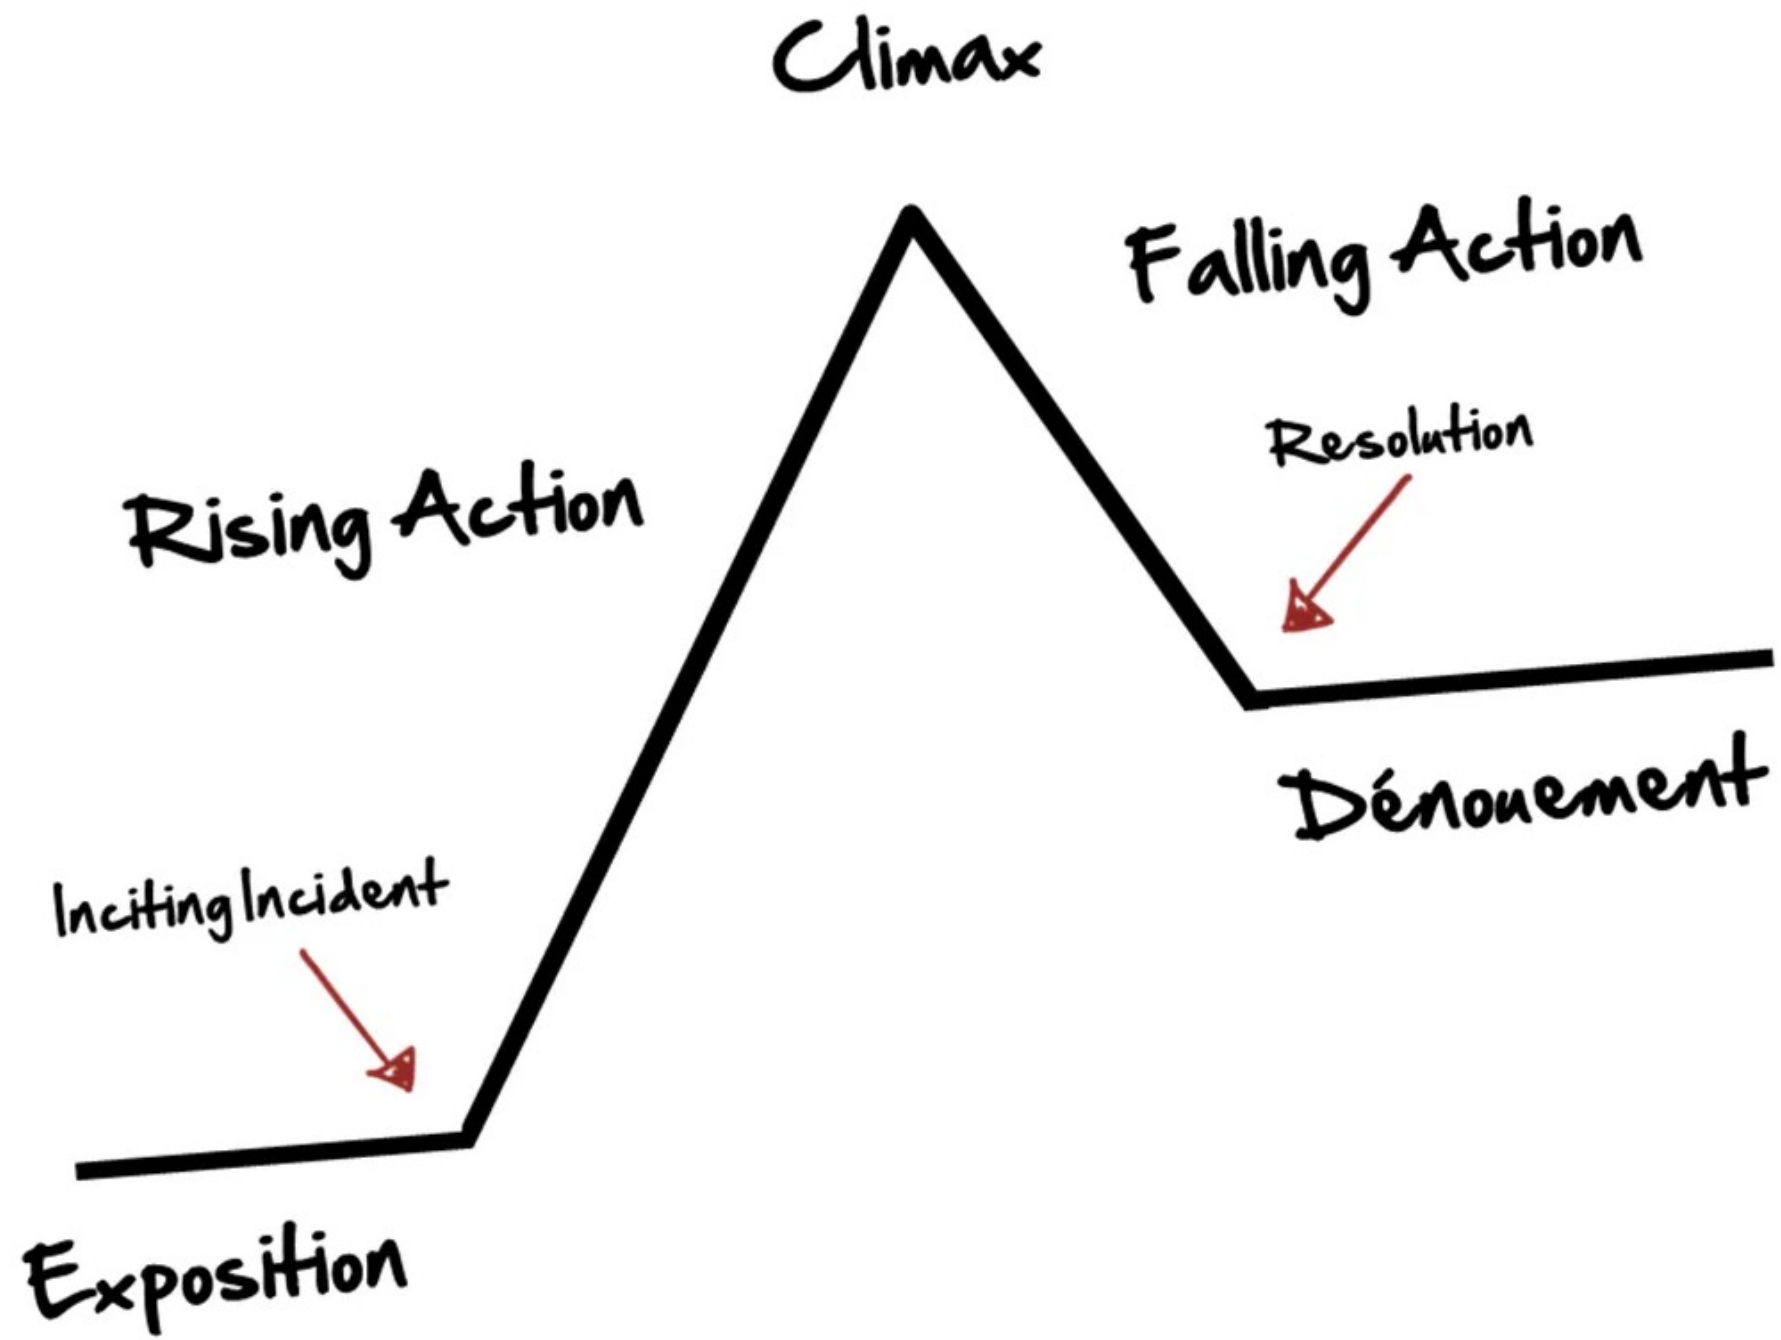 Climax
Falling Action
Resolution
Rising Action
Dénouement
Inciting Incident
Exposition